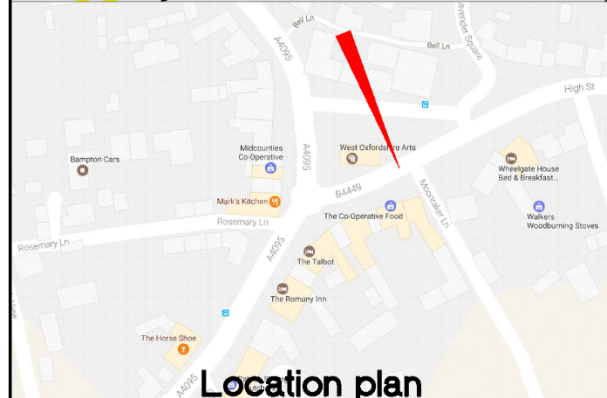 Bell Ln
Bell Ln
A4095
High St
Midcounties
Co-Operative
West Oxfordshire Arts
Bampton Cars
Wheelgate House
Bed & Breakfast...
A4095
B4449
Mark's Kitchen
Moonraker Ln
The Co-Operative Food
Walkers
Woodburning Stoves
Rosemary Ln
Rosemary Ln
A4095
The Talbot
The Romany Inn
The Horse Shoe
A4095
Location plan